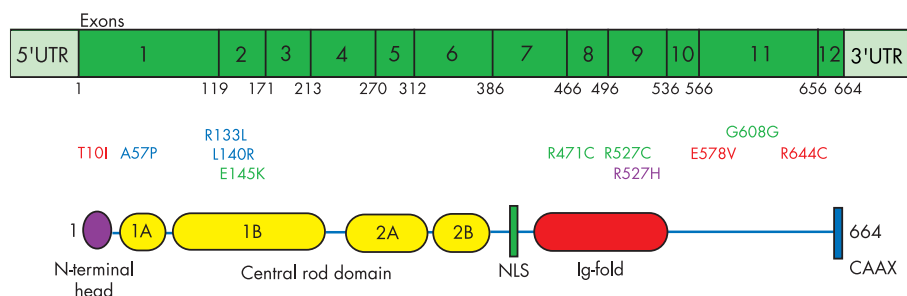 Exons
5'UTR 1 2 3 4 5 6 7 8 9 10 11 12 3'UTR
1 119 171 213 270 312 386 466 496 536 566 656 664
R133L G608G
T10I A57P L140R R471C R527C E578V R644C
E145K R527H
1 1A 1B 2A 2B 664
N-terminal Central rod domain NLS Ig-fold CAAX
head